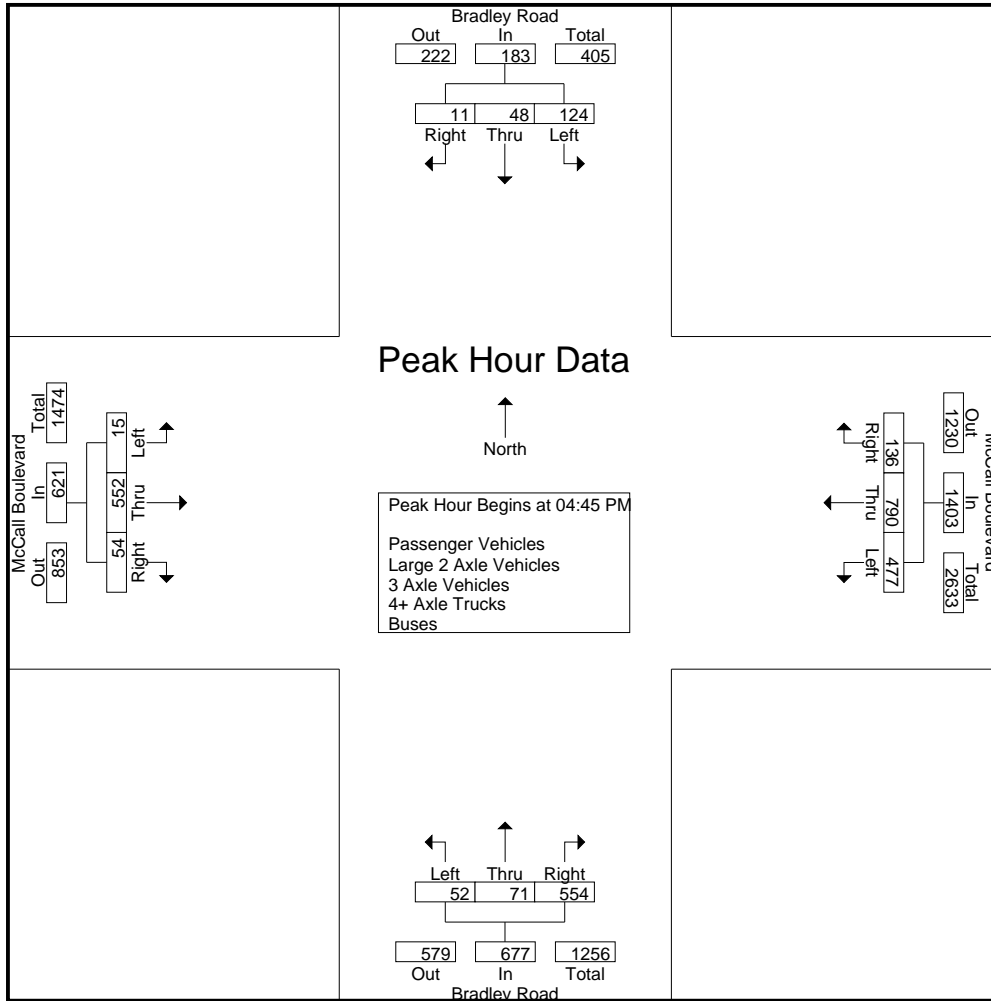 Bradley Road
Out In Total
222 183 405
11 48 124
Right Thru Left
Peak Hour Data
North
Peak Hour Begins at 04:45 PM
Passenger Vehicles
Large 2 Axle Vehicles
3 Axle Vehicles
4+ Axle Trucks
Buses
McCall Boulevard
Out In Total
853 621 1474
54 552 15
Right Thru Left
McCall Boulevard
Out In Total
1230 1403 2633
136 790 477
Right Thru Left
Left Thru Right
52 71 554
579 677 1256
Out In Total
Bradley Road